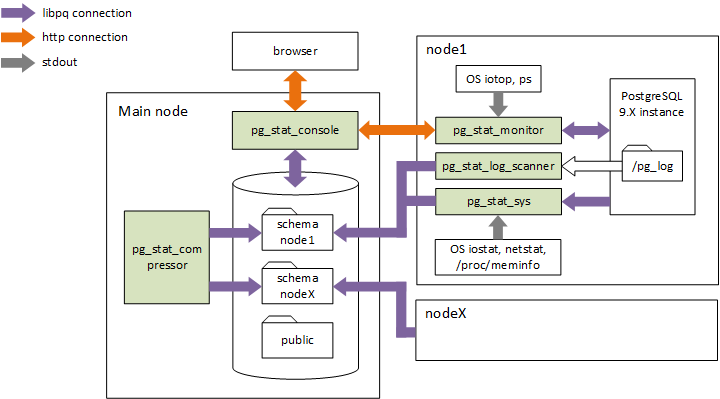 libpq connection
http connection
stdout
browser
Main node
pg_stat_console
pg_stat_com
pressor
schema
node1
schema
nodeX
public
node1
OS iotop, ps
PostgreSQL
9.X instance
pg_stat_monitor
pg_stat_log_scanner
/pg_log
pg_stat_sys
OS iostat, netstat,
/proc/meminfo
nodeX